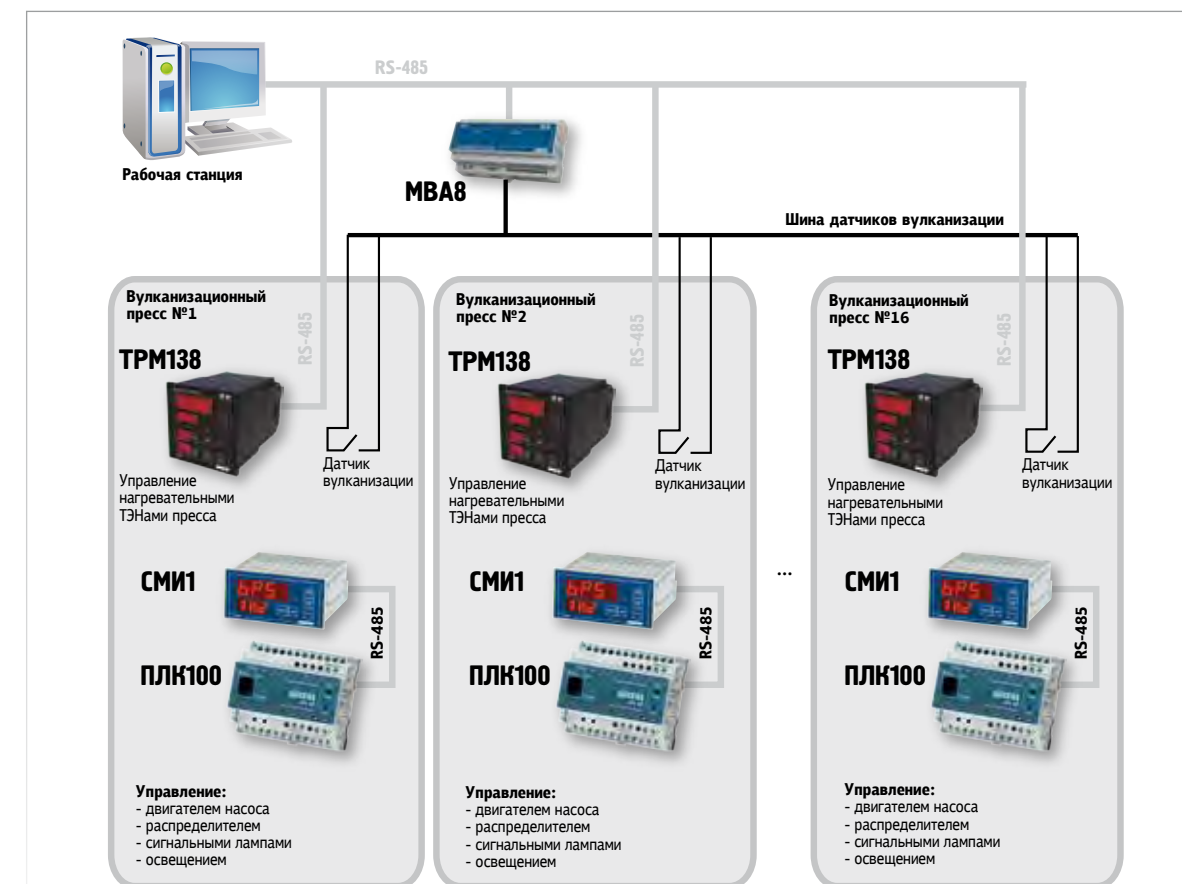 RS-485
Рабочая станция
МВА8
Шина датчиков вулканизации
Вулканизационный
пресс №1
RS-485
ТРМ138
Управление
нагревательными
ТЭНами пресса
Датчик
вулканизации
СМИ1
RS-485
ПЛК100
Управление:
- двигателем насоса
- распределителем
- сигнальными лампами
- освещением
Вулканизационный
пресс №2
RS-485
ТРМ138
Управление
нагревательными
ТЭНами пресса
Датчик
вулканизации
СМИ1
RS-485
ПЛК100
Управление:
- двигателем насоса
- распределителем
- сигнальными лампами
- освещением
...
Вулканизационный
пресс №16
RS-485
ТРМ138
Управление
нагревательными
ТЭНами пресса
Датчик
вулканизации
СМИ1
RS-485
ПЛК100
Управление:
- двигателем насоса
- распределителем
- сигнальными лампами
- освещением